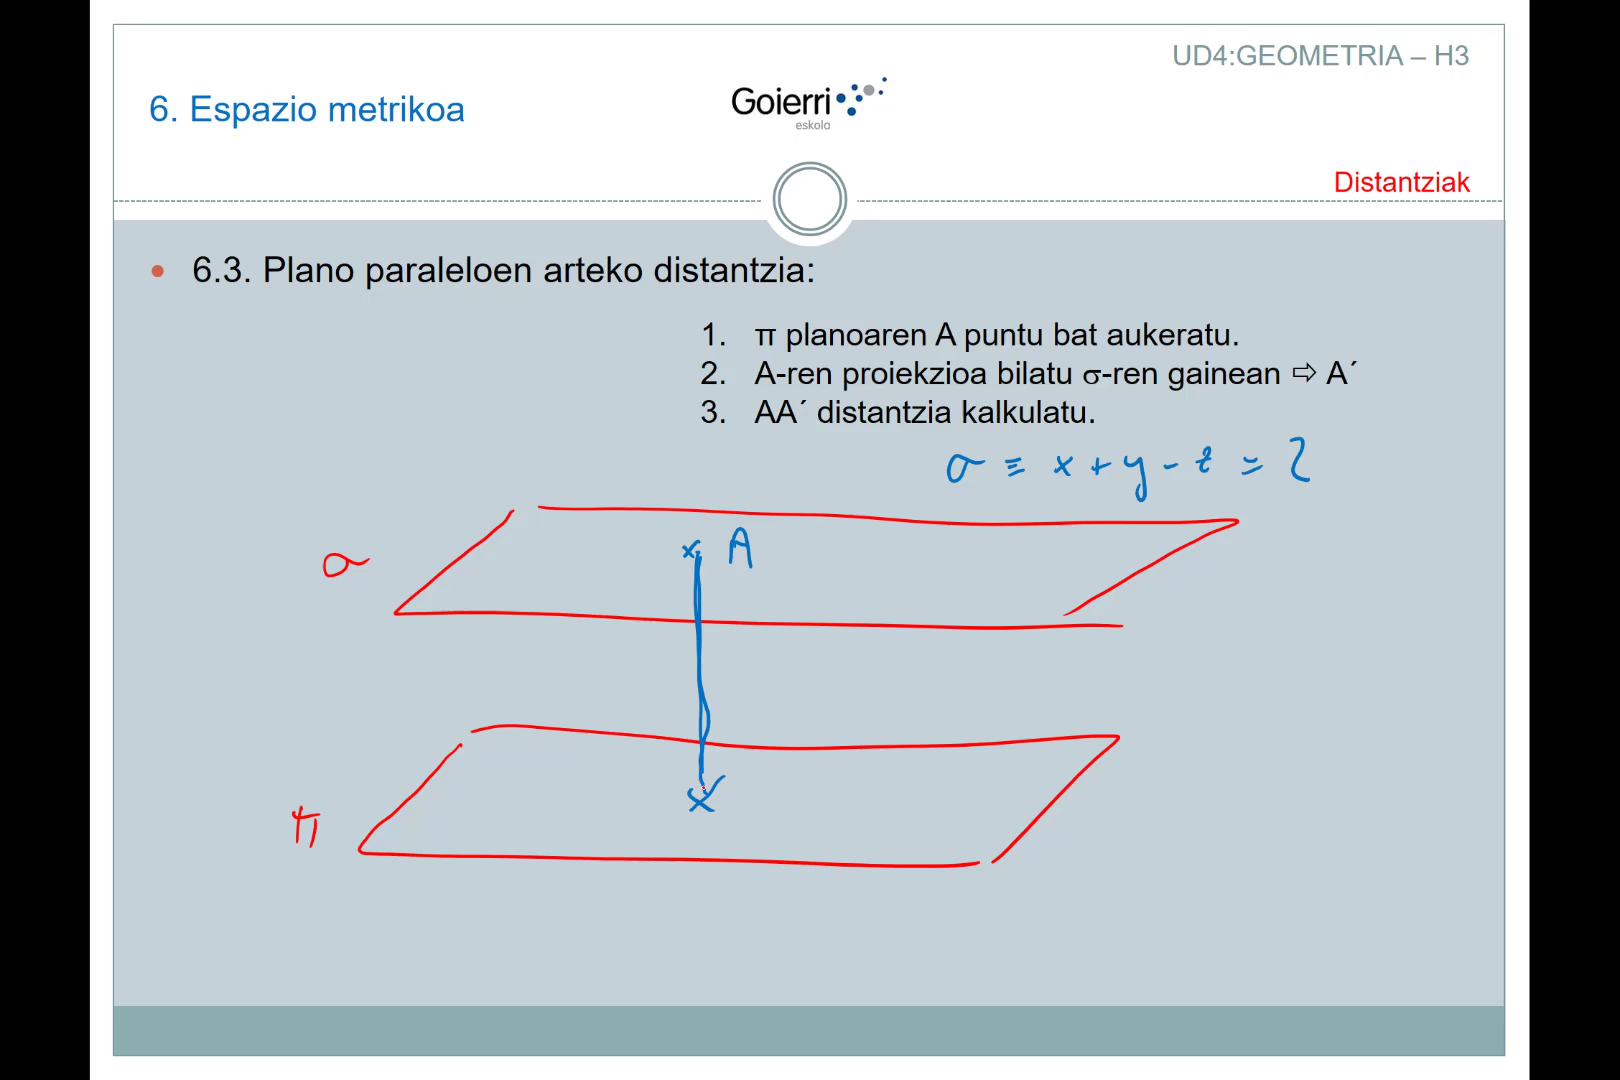 UD4:GEOMETRIA – H3
6. Espazio metrikoa
Goierri
eskola
Distantziak
• 6.3. Plano paraleloen arteko distantzia:
1. π planoaren A puntu bat aukeratu.
2. A-ren proiekzioa bilatu σ-ren gainean ⇨ A´
3. AA´ distantzia kalkulatu.
σ ≡ x + y - z = 2
A
σ
π